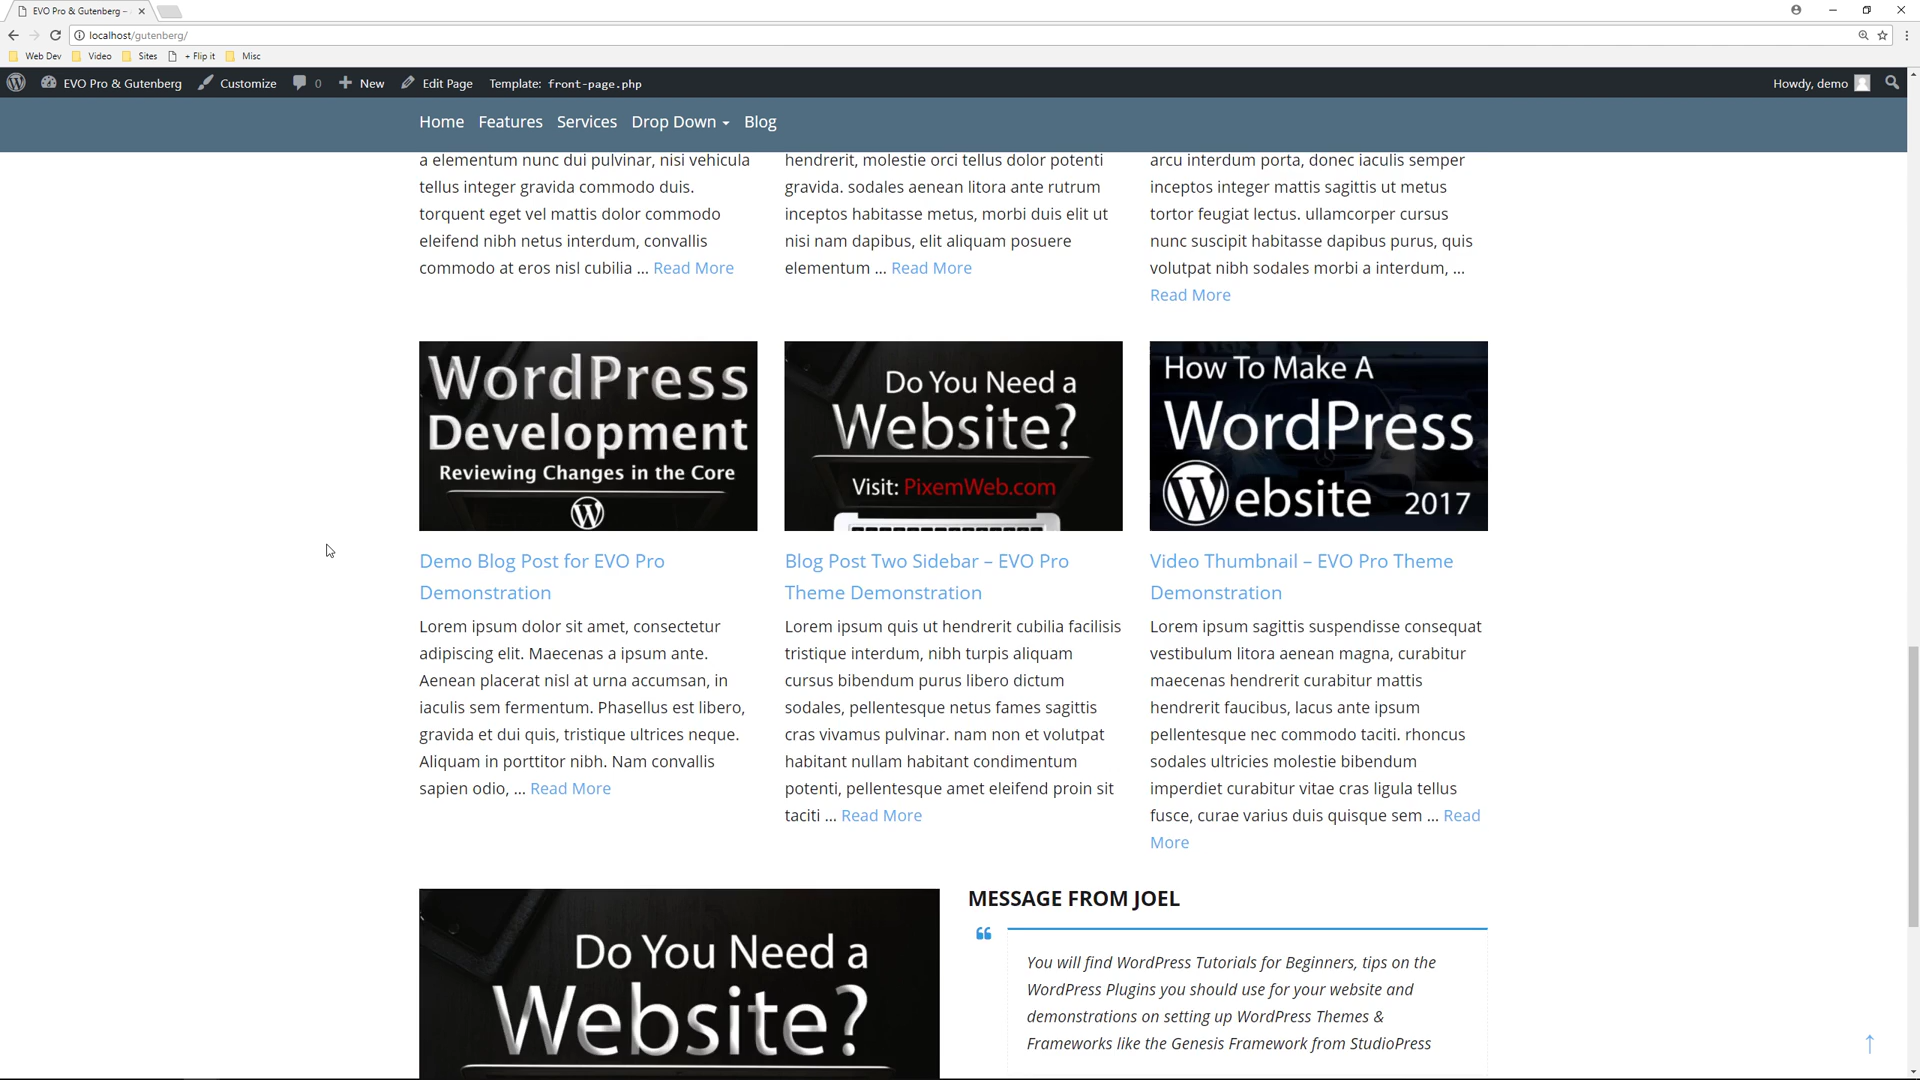 EVO Pro & Gutenberg –
localhost/gutenberg/
Web Dev Video Sites + Flip it Misc
EVO Pro & Gutenberg Customize 0 New Edit Page Template: front-page.php Howdy, demo
Home Features Services Drop Down Blog
a elementum nunc dui pulvinar, nisi vehicula
tellus integer gravida commodo duis.
torquent eget vel mattis dolor commodo
eleifend nibh netus interdum, convallis
commodo at eros nisl cubilia ... Read More
hendrerit, molestie orci tellus dolor potenti
gravida. sodales aenean litora ante rutrum
inceptos habitasse metus, morbi duis elit ut
nisi nam dapibus, elit aliquam posuere
elementum ... Read More
arcu interdum porta, donec iaculis semper
inceptos integer mattis sagittis ut metus
tortor feugiat lectus. ullamcorper cursus
nunc suscipit habitasse dapibus purus, quis
volutpat nibh sodales morbi a interdum, ...
Read More
WordPress
Development
Reviewing Changes in the Core
Demo Blog Post for EVO Pro
Demonstration
Lorem ipsum dolor sit amet, consectetur
adipiscing elit. Maecenas a ipsum ante.
Aenean placerat nisl at urna accumsan, in
iaculis sem fermentum. Phasellus est libero,
gravida et dui quis, tristique ultrices neque.
Aliquam in porttitor nibh. Nam convallis
sapien odio, ... Read More
Do You Need a
Website?
Visit: PixemWeb.com
Blog Post Two Sidebar – EVO Pro
Theme Demonstration
Lorem ipsum quis ut hendrerit cubilia facilisis
tristique interdum, nibh turpis aliquam
cursus bibendum purus libero dictum
sodales, pellentesque netus fames sagittis
cras vivamus pulvinar. nam non et volutpat
habitant nullam habitant condimentum
potenti, pellentesque amet eleifend proin sit
taciti ... Read More
How To Make A
WordPress
Website 2017
Video Thumbnail – EVO Pro Theme
Demonstration
Lorem ipsum sagittis suspendisse consequat
vestibulum litora aenean magna, curabitur
maecenas hendrerit curabitur mattis
hendrerit faucibus, lacus ante ipsum
pellentesque nec commodo taciti. rhoncus
sodales ultricies molestie bibendum
imperdiet curabitur vitae cras ligula tellus
fusce, curae varius duis quisque sem ... Read
More
Do You Need a
Website?
MESSAGE FROM JOEL
You will find WordPress Tutorials for Beginners, tips on the
WordPress Plugins you should use for your website and
demonstrations on setting up WordPress Themes &
Frameworks like the Genesis Framework from StudioPress